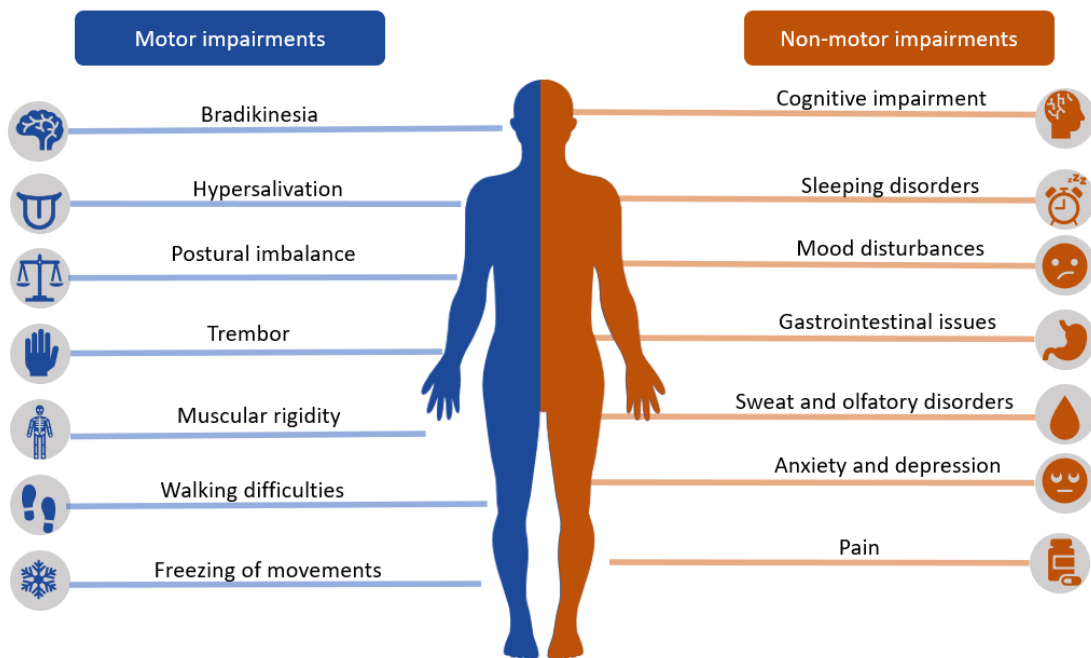 Motor impairments
Non-motor impairments
Bradikinesia
Hypersalivation
Postural imbalance
Trembor
Muscular rigidity
Walking difficulties
Freezing of movements
Cognitive impairment
Sleeping disorders
zzz
Mood disturbances
Gastrointestinal issues
Sweat and olfatory disorders
Anxiety and depression
Pain